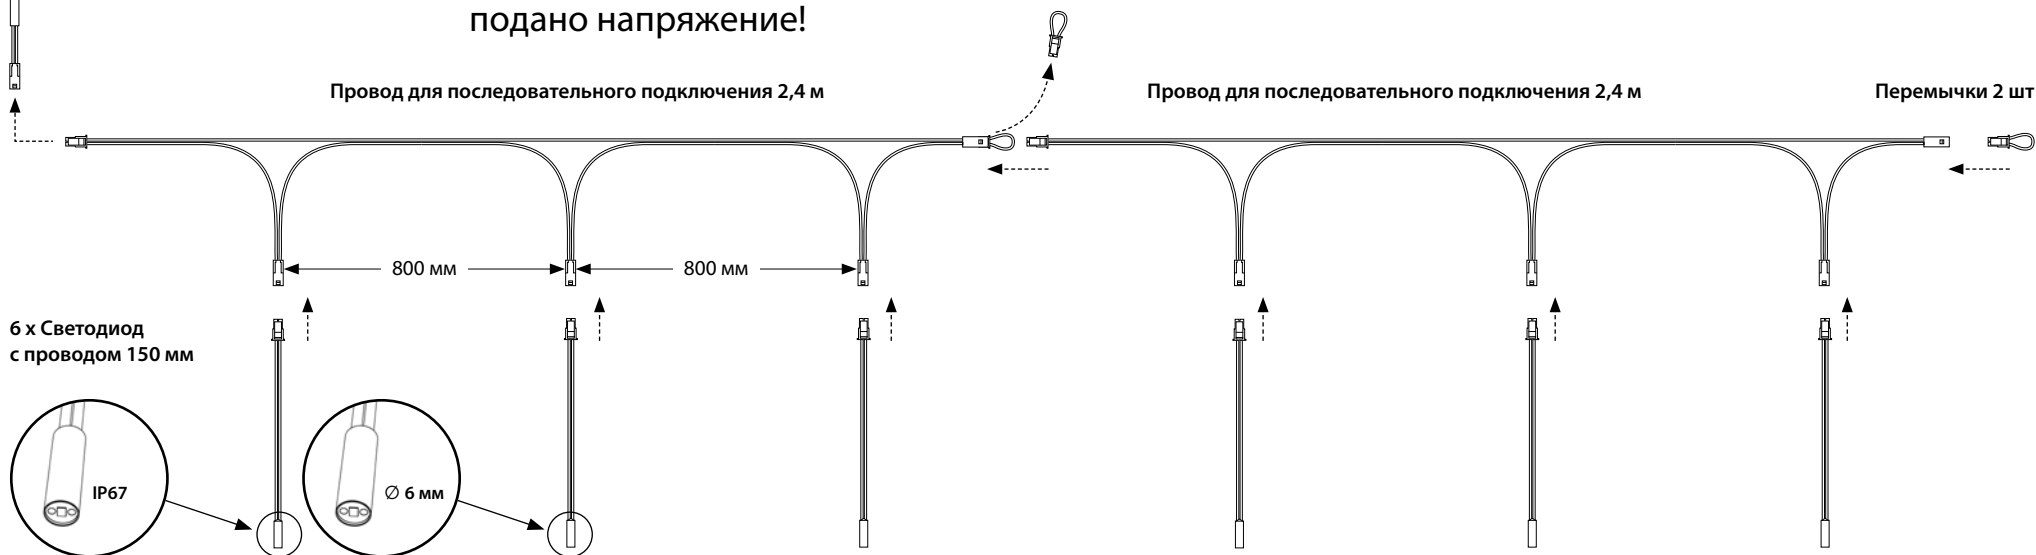 подано напряжение!
Провод для последовательного подключения 2,4 м
Провод для последовательного подключения 2,4 м
Перемычки 2 шт
800 мм
800 мм
6 x Светодиод
с проводом 150 мм
IP67
∅ 6 мм